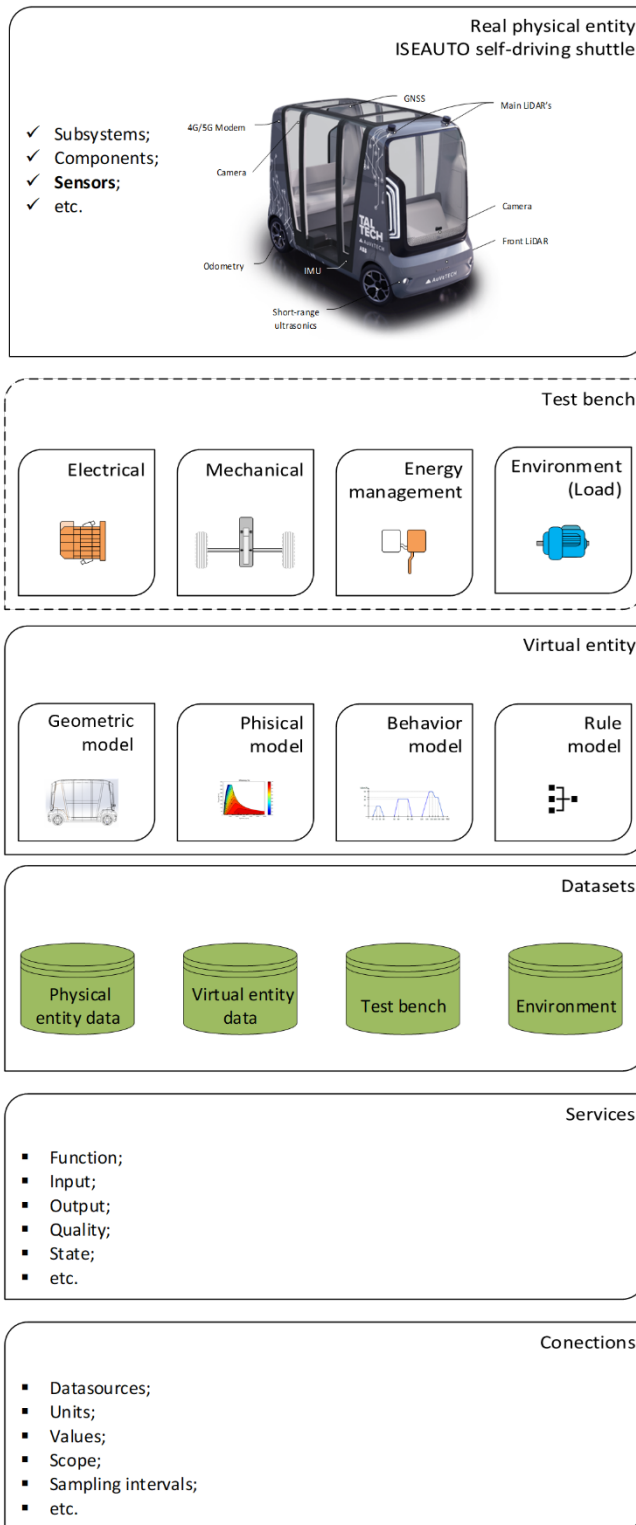 Real physical entity
ISEAUTO self-driving shuttle
✓ Subsystems;
✓ Components;
✓ Sensors;
✓ etc.
GNSS
Main LiDAR's
4G/5G Modem
Camera
Camera
Front LiDAR
Odometry
IMU
Short-range
ultrasonics
TAL
TECH
AUVETECH
AUVETECH
Test bench
Electrical
Mechanical
Energy
management
Environment
(Load)
Virtual entity
Geometric
model
Phisical
model
Behavior
model
Rule
model
Datasets
Physical
entity data
Virtual entity
data
Test bench
Environment
Services
▪ Function;
▪ Input;
▪ Output;
▪ Quality;
▪ State;
▪ etc.
Conections
▪ Datasources;
▪ Units;
▪ Values;
▪ Scope;
▪ Sampling intervals;
▪ etc.